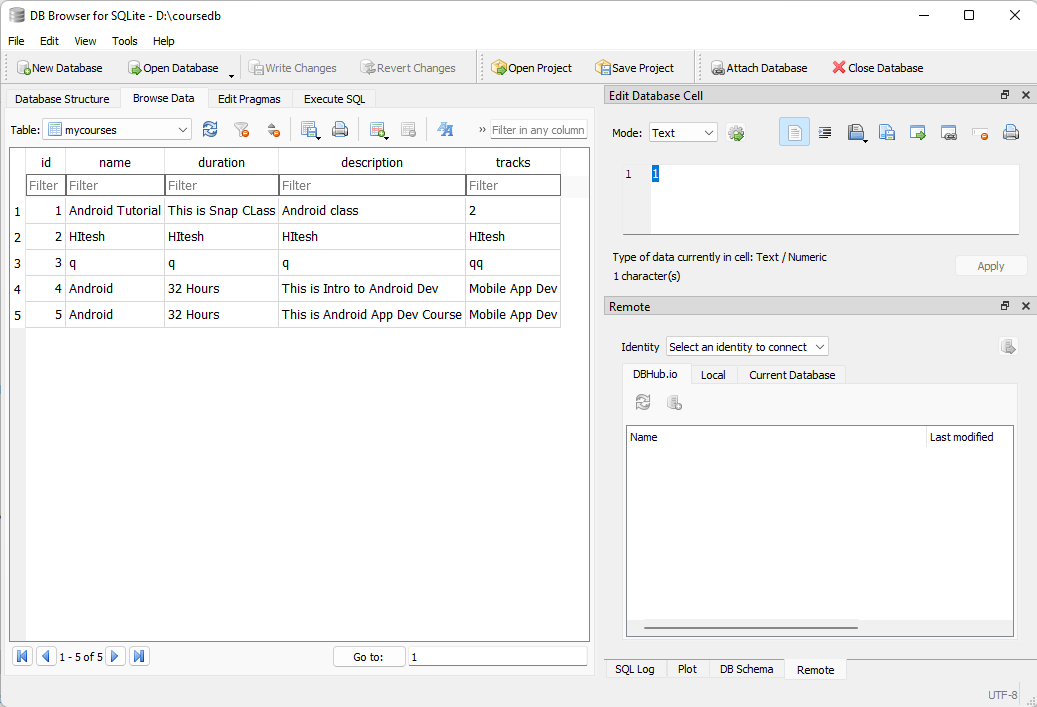 DB Browser for SQLite - D:\coursedb
File Edit View Tools Help
New Database Open Database Write Changes Revert Changes Open Project Save Project Attach Database Close Database
Database Structure Browse Data Edit Pragmas Execute SQL
Table: mycourses » Filter in any column
id name duration description tracks
Filter Filter Filter Filter Filter
1 1 Android Tutorial This is Snap CLass Android class 2
2 2 HItesh HItesh HItesh HItesh
3 3 q q q qq
4 4 Android 32 Hours This is Intro to Android Dev Mobile App Dev
5 5 Android 32 Hours This is Android App Dev Course Mobile App Dev
1 - 5 of 5 Go to: 1
Edit Database Cell
Mode: Text
1 1
Type of data currently in cell: Text / Numeric
1 character(s)
Apply
Remote
Identity Select an identity to connect
DBHub.io Local Current Database
Name Last modified
SQL Log Plot DB Schema Remote
UTF-8